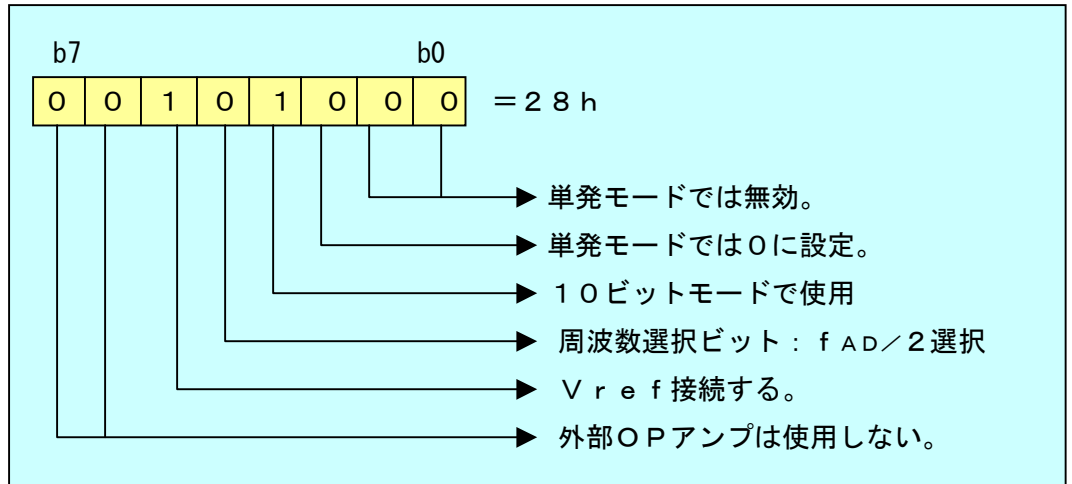 b7 b0
０ ０ １ ０ １ ０ ０ ０ ＝２８ｈ
単発モードでは無効。
単発モードでは０に設定。
１０ビットモードで使用
周波数選択ビット：ｆAD／２選択
Ｖｒｅｆ接続する。
外部ＯＰアンプは使用しない。